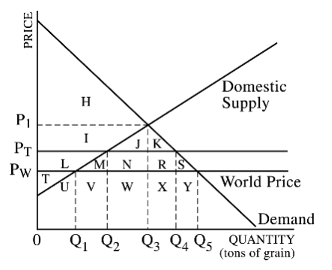 PRICE
H
Domestic
Supply
P1
I
J K
PT
L M N R S
PW
T
World Price
U V W X Y
Demand
0 Q1 Q2 Q3 Q4 Q5 QUANTITY
(tons of grain)